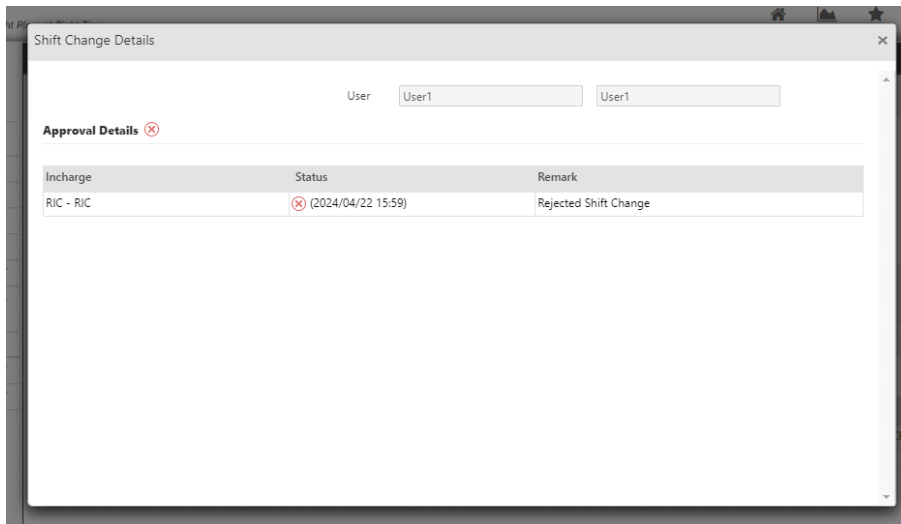 Shift Change Details
User User1 User1
Approval Details
Incharge Status Remark
RIC - RIC (2024/04/22 15:59) Rejected Shift Change